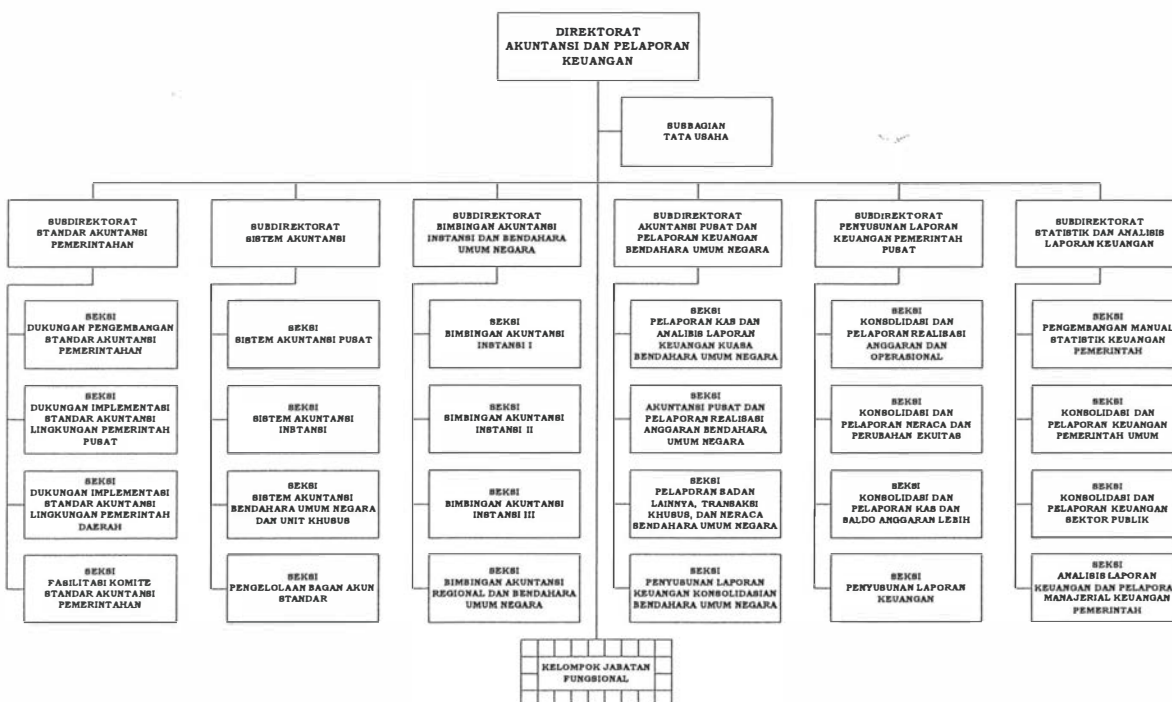 DIREKTORAT
AKUNTANSI DAN PELAPORAN
KEUANGAN
SUSBAGIAN
TATA USAHA
SUSDIREKTORAT
STANDAR AKUNTANSI
PEMERINTAHAN
SUBDIREKTORAT
SISTEM AKUNTANSI
SUBDIREKTORAT
BIMBINGAN AKUNTANSI
INSTANSI DAN BENDAHARA
UMUM NEGARA
SUBDIREKTORAT
AKUNTANSI PUSAT DAN
PELAPORAN KEUANGAN
BENDAHARA UMUM NEGARA
SUBDIREKTORAT
PENYUSUNAN LAPORAN
KEUANGAN PEMERINTAH
PUSAT
SUBDIREKTORAT
STATISTIK DAN ANALISIS
LAPORAN KEUANGAN
SEKSI
DUKUNGAN PENGEMBANGAN
STANDAR AKUNTANSI
PEMERINTAHAN
SEKSI
SISTEM AKUNTANSI PUSAT
SEKSI
BIMBINGAN AKUNTANSI
INSTANSI I
SEKSI
PELAPORAN KAS DAN
ANALISIS LAPORAN
KEUANGAN KUASA
BENDAHARA UMUM NEGARA
SEKSI
KONSOLIDASI DAN
PELAPORAN REALISASI
ANGGARAN DAN
OPERASIONAL
SEKSI
PENGEMBANGAN MANUAL
STATISTIK KEUANGAN
PEMERINTAH
SEKSI
DUKUNGAN IMPLEMENTASI
STANDAR AKUNTANSI
LINGKUNGAN PEMERINTAH
PUSAT
SEKSI
SISTEM AKUNTANSI
INBTANSI
SEKSI
SIMBINGAN AKUNTANSI
INSTANSI II
SEKSI
AKUNTANSI PUSAT DAN
PELAPORAN REALISASI
ANGGARAN BENDAHARA
UMUM NEGARA
SEKSI
KONSOLIDASI DAN
PELAPORAN NERACA DAN
PERUBAHAN EKUITAS
SEKSI
KONSOLIDASI DAN
PELAPORAN KEUANGAN
PEMERINTAH UMUM
SEKSI
DUKUNGAN IMPLEMENTASI
STANDAR AKUNTANSI
LINGKUNGAN PEMERINTAH
DAERAH
SEKSI
SISTEM AKUNTANSI
BENDAHARA UMUM NEGARA
DAN UNIT KHUSUS
SEKSI
BIMBINGAN AKUNTANSI
INSTANSI III
SEKSI
PELAPDRAN BADAN
LAINNYA, TRANSAKSI
KHUSUS, DAN NERACA
SENDAHARA UMUM NEGARA
SEKSI
KONSOLIDASI DAN
PELAPORAN KAS DAN
BALDO ANGGARAN LEBIH
SEKSI
KONSOLIDASI DAN
PELAPORAN KEUANGAN
SEKTOR PUBLIK
SEKSI
FASILITASI KOMITE
STANDAR AKUNTANSI
PEMERINTAHAN
SEKSI
PENGELOLAAN BAGAN AKUN
STANDAR
SEKSI
BIMBINGAN AKUNTANSI
REGIONAL DAN BENDAHARA
UMUM NEGARA
SEKSI
PENYUSUNAN LAPORAN
KEUANGAN KONSOLIDASIAN
BENDAHARA UMUM NEGARA
SEKSI
PENYUSUNAN LAPORAN
KEUANGAN
SEKSI
ANALISIS LAPORAN
KEUANGAN DAN PELAPORA
MANAJERIAL KEUANGAN
PEMERINTAH
KELOMPOK JABATAN
FUNGSIONAL